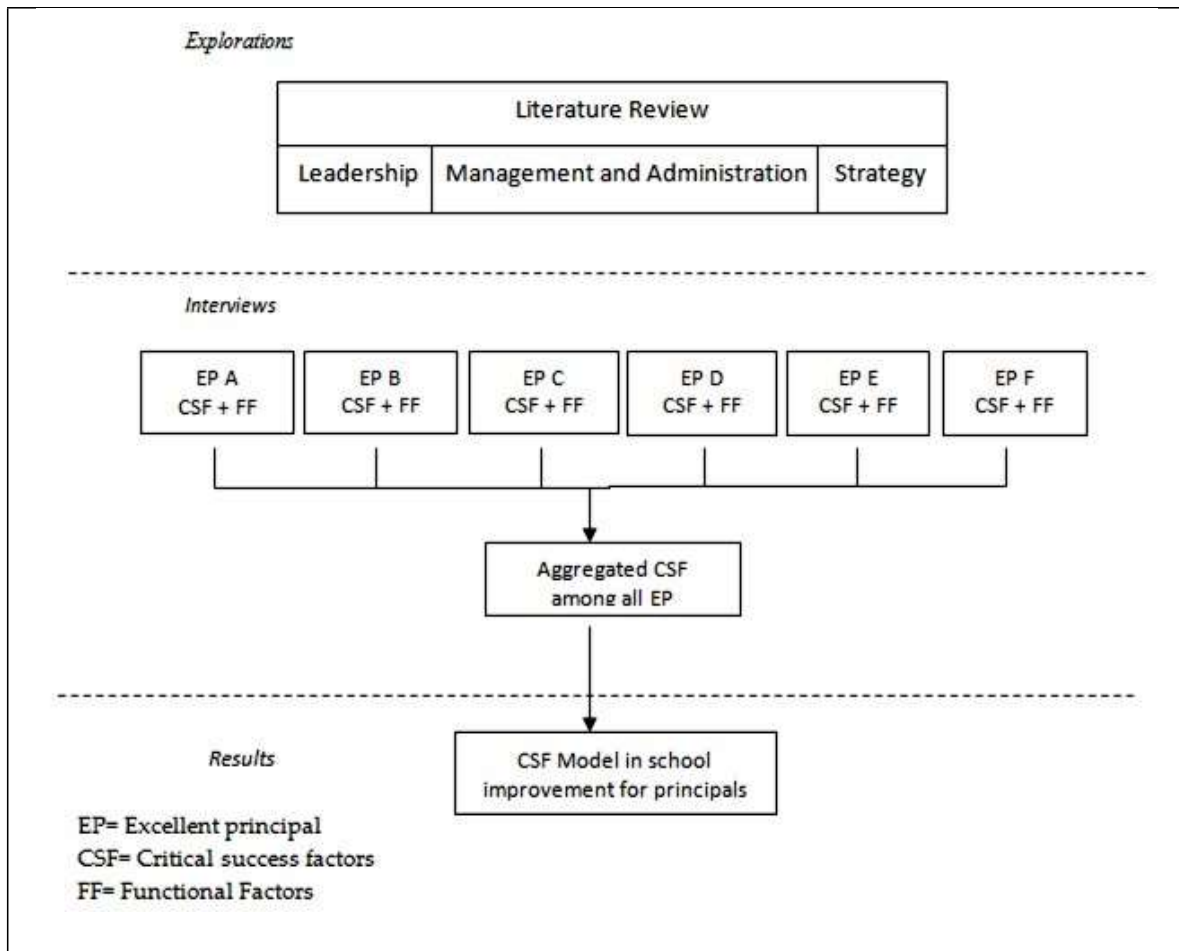 Explorations
Literature Review
Leadership
Management and Administration
Strategy
Interviews
EP A
CSF + FF
EP B
CSF + FF
EP C
CSF + FF
EP D
CSF + FF
EP E
CSF + FF
EP F
CSF + FF
Aggregated CSF
among all EP
Results
CSF Model in school
improvement for principals
EP= Excellent principal
CSF= Critical success factors
FF= Functional Factors